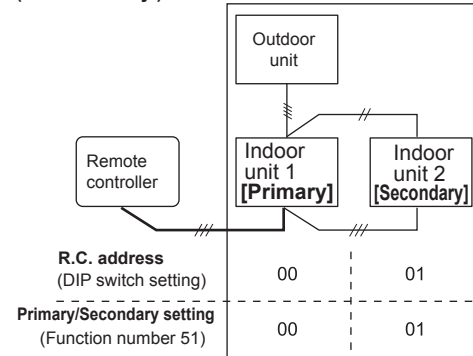 Outdoor
unit
Remote
controller
Indoor
unit 1
[Primary]
Indoor
unit 2
[Secondary]
R.C. address
(DIP switch setting)
00
01
Primary/Secondary setting
(Function number 51)
00
01